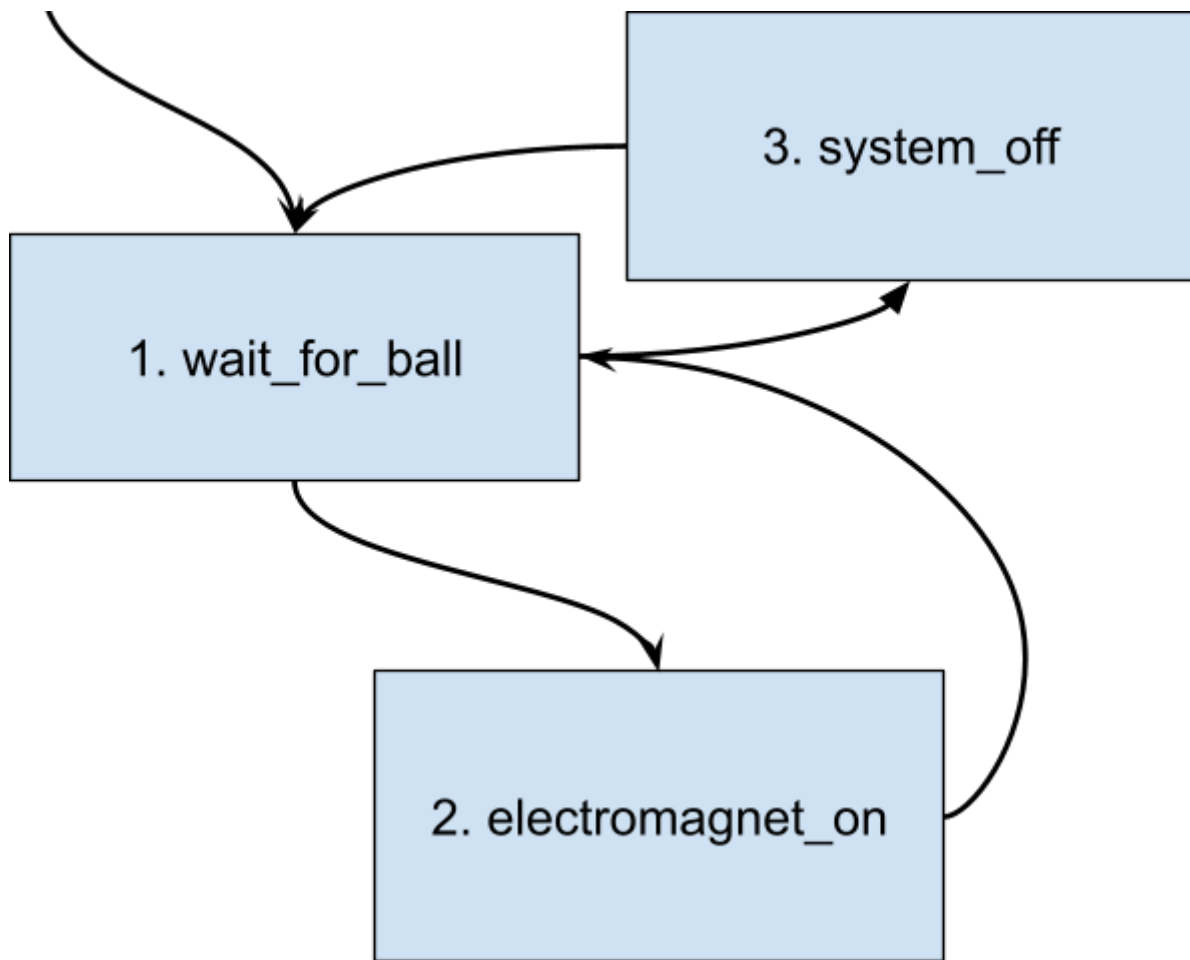 3. system_off
1. wait_for_ball
2. electromagnet_on